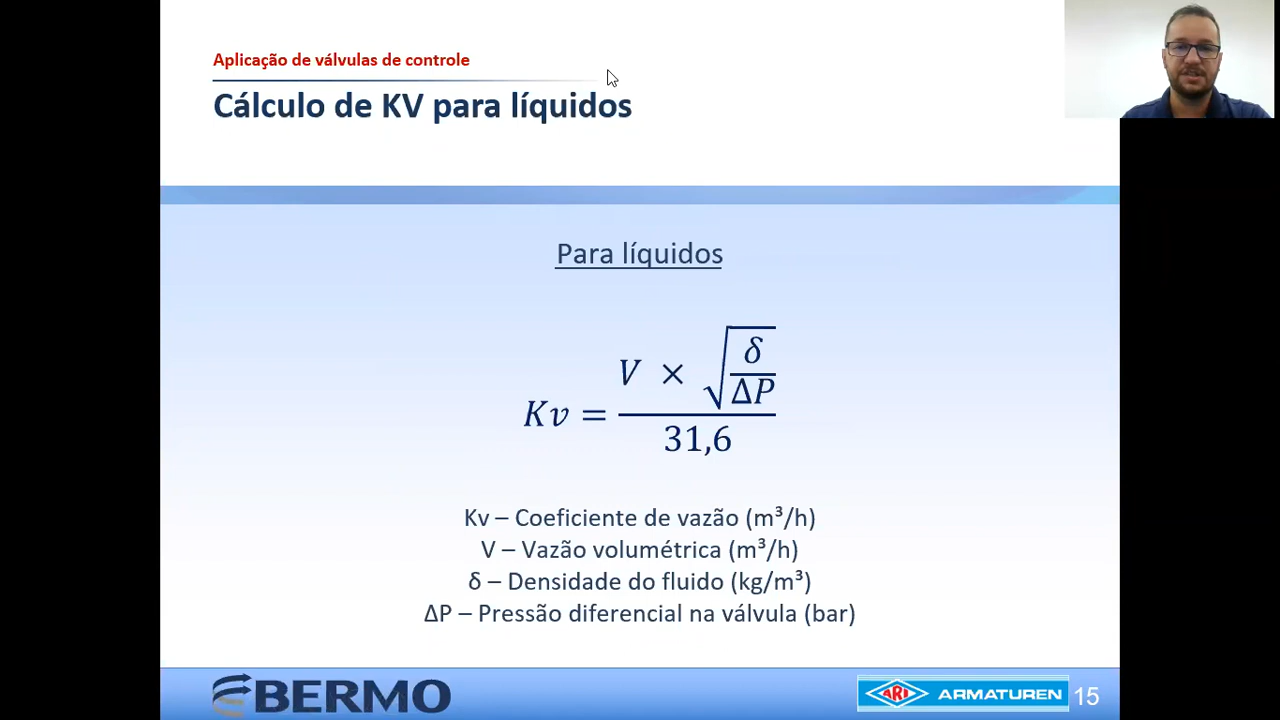 Aplicação de válvulas de controle
Cálculo de KV para líquidos
Para líquidos
Kv = V × √(δ/ΔP) / 31,6
Kv – Coeficiente de vazão (m³/h)
V – Vazão volumétrica (m³/h)
δ – Densidade do fluido (kg/m³)
ΔP – Pressão diferencial na válvula (bar)
BERMO
ARI ARMATUREN 15